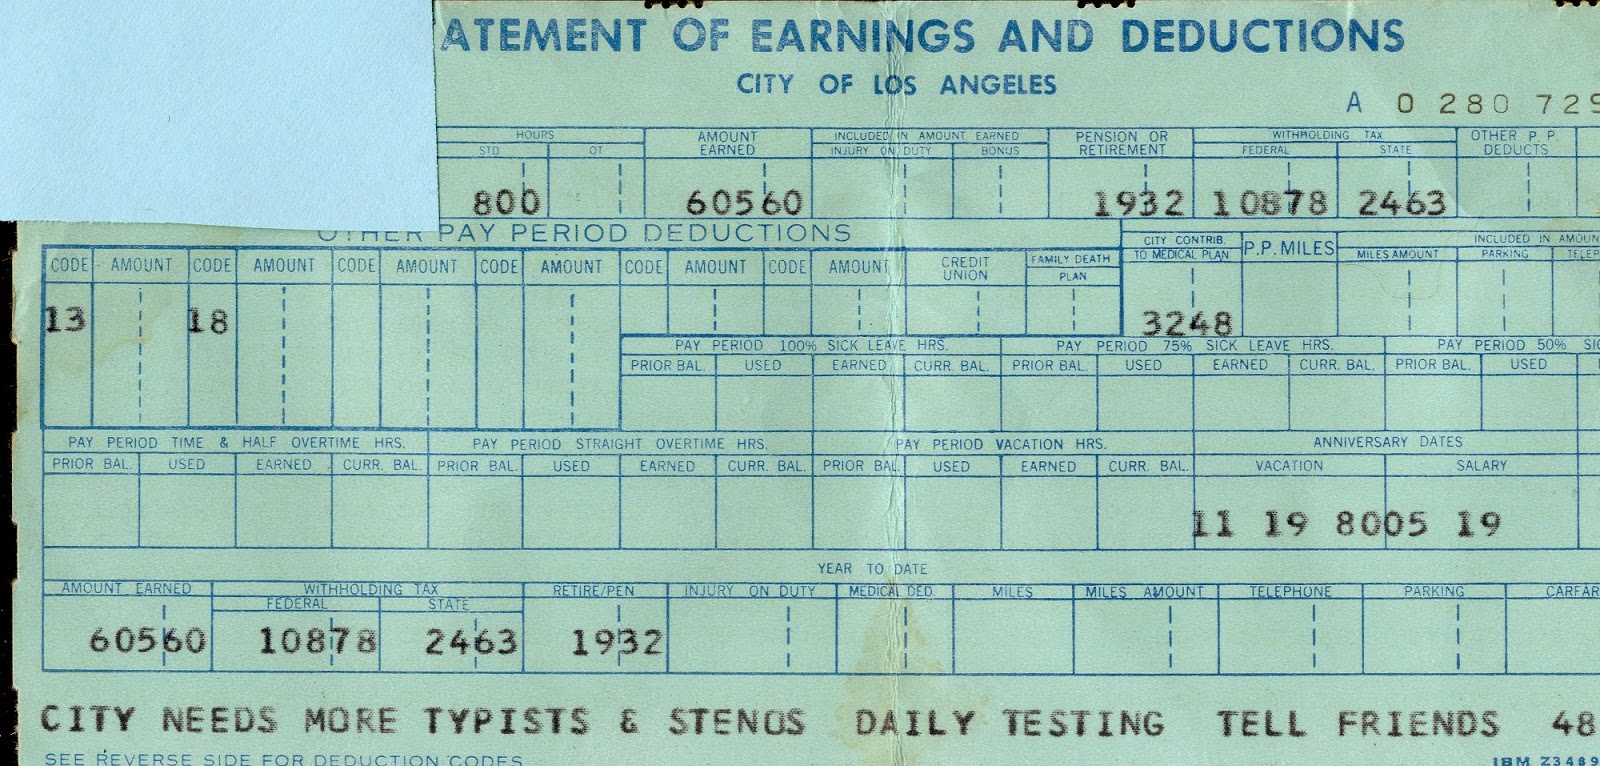 ATEMENT OF EARNINGS AND DEDUCTIONS
CITY OF LOS ANGELES
A 0 280 729
HOURS AMOUNT EARNED INCLUDED IN AMOUNT EARNED PENSION OR RETIREMENT WITHHOLDING TAX OTHER P. P. DEDUCTS
STD OT INJURY ON DUTY BONUS FEDERAL STATE
800 60560 1932 10878 2463
OTHER PAY PERIOD DEDUCTIONS
CITY CONTRIB. TO MEDICAL PLAN P.P. MILES INCLUDED IN AMOUN
MILES AMOUNT PARKING TELEP
CODE AMOUNT CODE AMOUNT CODE AMOUNT CODE AMOUNT CODE AMOUNT CODE AMOUNT CREDIT UNION FAMILY DEATH PLAN
13 18 3248
PAY PERIOD 100% SICK LEAVE HRS. PAY PERIOD 75% SICK LEAVE HRS. PAY PERIOD 50% SIC
PRIOR BAL. USED EARNED CURR. BAL. PRIOR BAL. USED EARNED CURR. BAL. PRIOR BAL. USED
PAY PERIOD TIME & HALF OVERTIME HRS. PAY PERIOD STRAIGHT OVERTIME HRS. PAY PERIOD VACATION HRS. ANNIVERSARY DATES
PRIOR BAL. USED EARNED CURR. BAL. PRIOR BAL. USED EARNED CURR. BAL. PRIOR BAL. USED EARNED CURR. BAL. VACATION SALARY
11 19 8005 19
YEAR TO DATE
AMOUNT EARNED WITHHOLDING TAX RETIRE/PEN INJURY ON DUTY MEDICAL DED. MILES MILES AMOUNT TELEPHONE PARKING CARFAR
FEDERAL STATE
60560 10878 2463 1932
CITY NEEDS MORE TYPISTS & STENOS DAILY TESTING TELL FRIENDS 48
SEE REVERSE SIDE FOR DEDUCTION CODES IBM Z3489